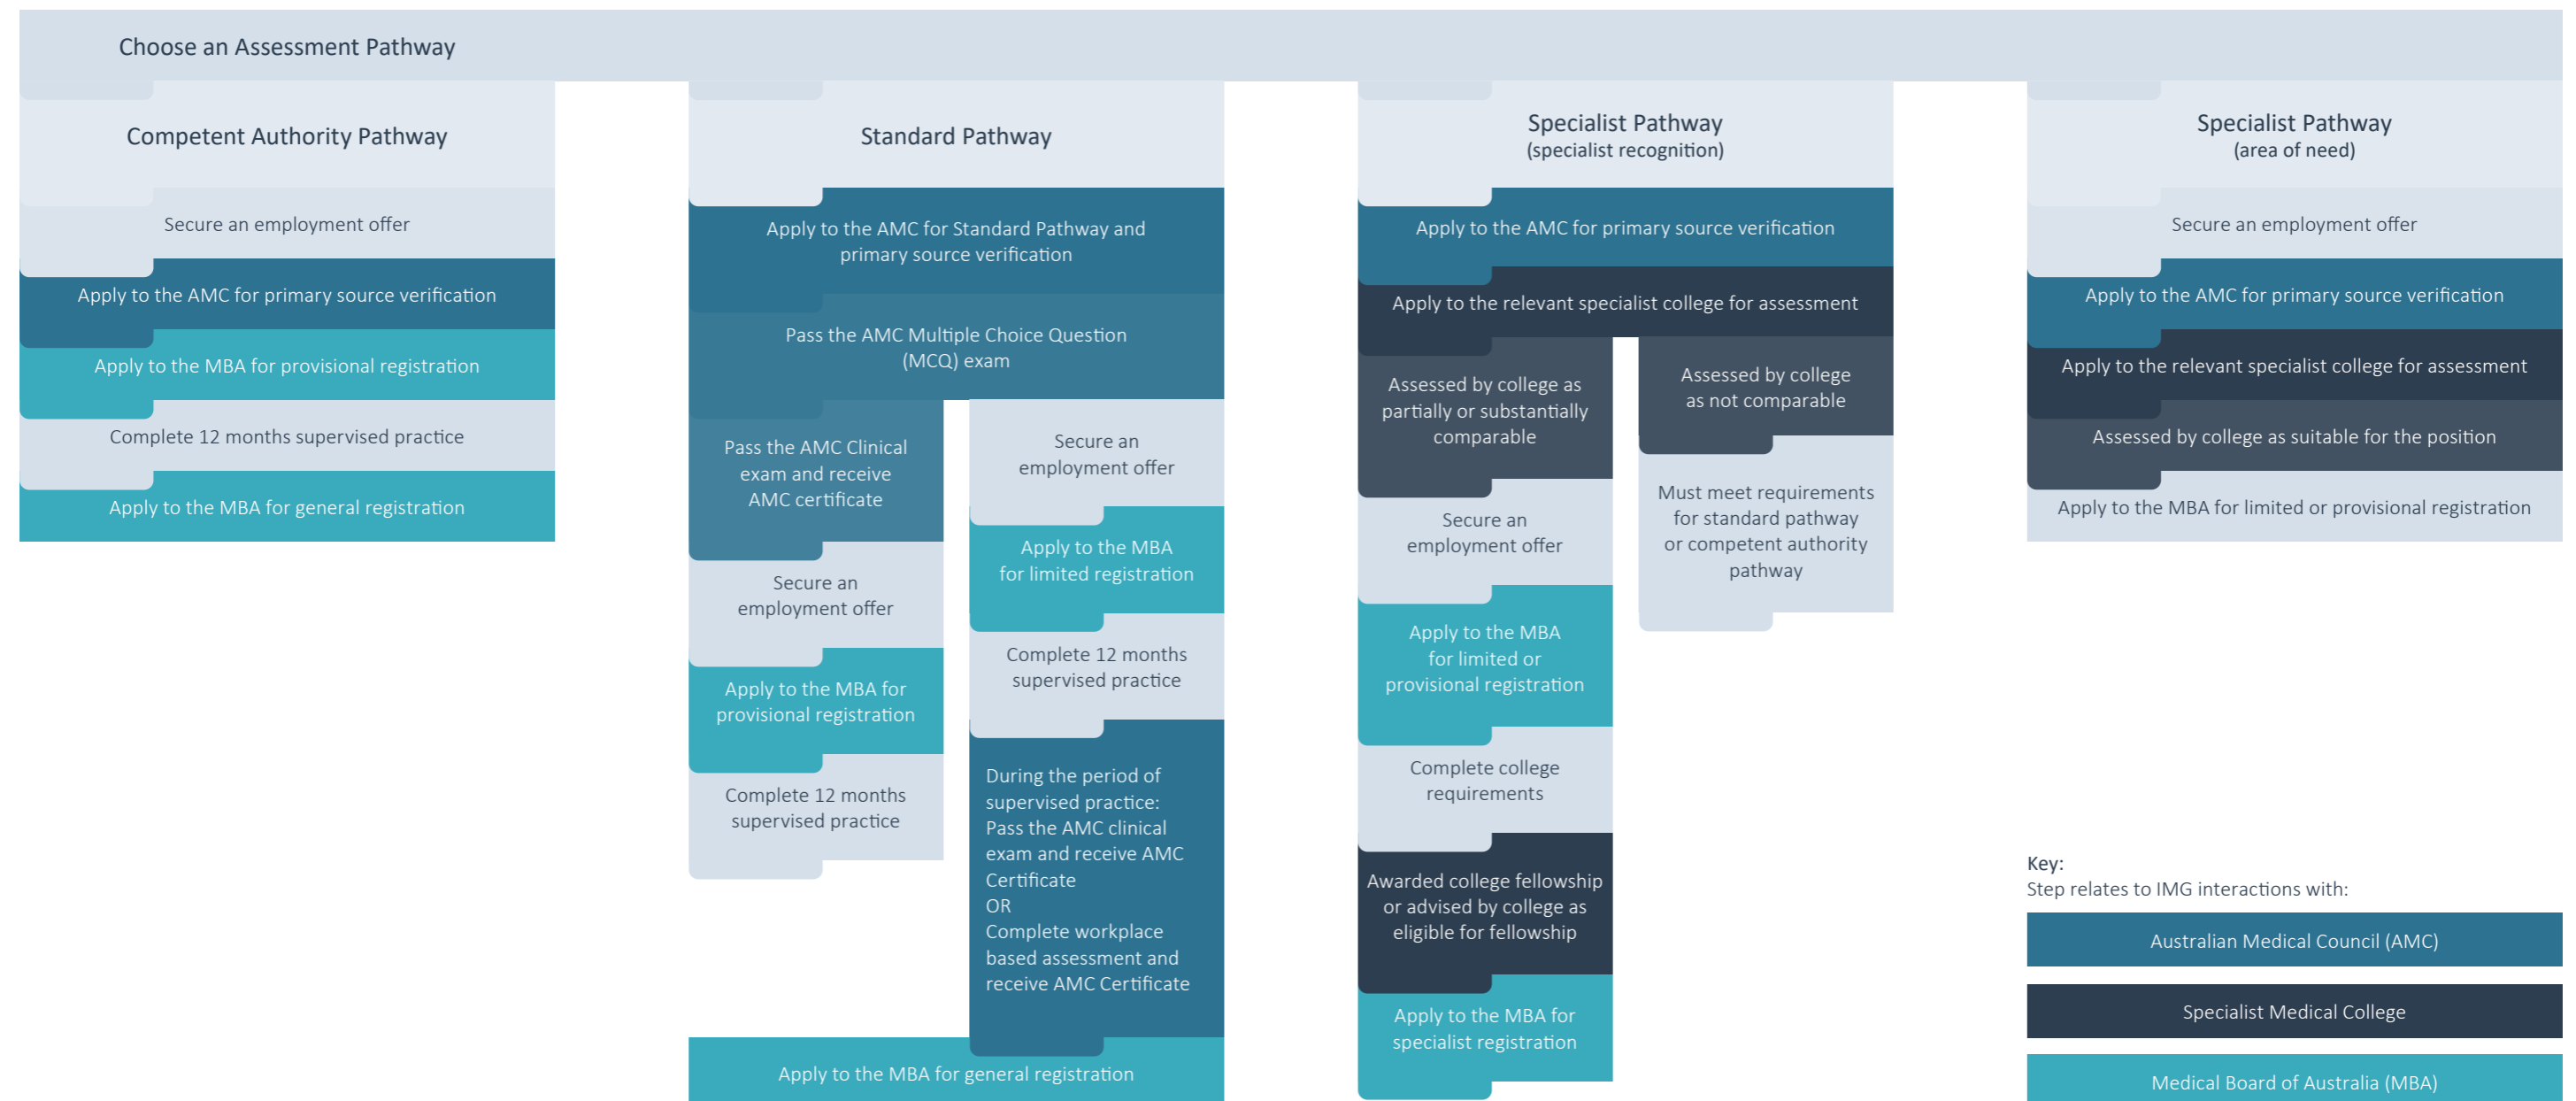 Choose an Assessment Pathway
Competent Authority Pathway
Secure an employment offer
Apply to the AMC for primary source verification
Apply to the MBA for provisional registration
Complete 12 months supervised practice
Apply to the MBA for general registration
Standard Pathway
Apply to the AMC for Standard Pathway and
primary source verification
Pass the AMC Multiple Choice Question
(MCQ) exam
Pass the AMC Clinical
exam and receive
AMC certificate
Secure an
employment offer
Apply to the MBA for
provisional registration
Complete 12 months
supervised practice
Secure an
employment offer
Apply to the MBA
for limited registration
Complete 12 months
supervised practice
During the period of
supervised practice:
Pass the AMC clinical
exam and receive AMC
Certificate
OR
Complete workplace
based assessment and
receive AMC Certificate
Apply to the MBA for general registration
Specialist Pathway
(specialist recognition)
Apply to the AMC for primary source verification
Apply to the relevant specialist college for assessment
Assessed by college as
partially or substantially
comparable
Secure an
employment offer
Apply to the MBA
for limited or
provisional registration
Complete college
requirements
Awarded college fellowship
or advised by college as
eligible for fellowship
Apply to the MBA for
specialist registration
Assessed by college
as not comparable
Must meet requirements
for standard pathway
or competent authority
pathway
Specialist Pathway
(area of need)
Secure an employment offer
Apply to the AMC for primary source verification
Apply to the relevant specialist college for assessment
Assessed by college as suitable for the position
Apply to the MBA for limited or provisional registration
Key:
Step relates to IMG interactions with:
Australian Medical Council (AMC)
Specialist Medical College
Medical Board of Australia (MBA)